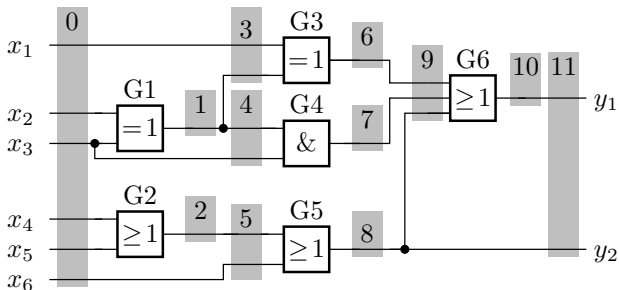 0 3 G3 6 9 G6 10 11
x1 =1
G1 ≥1
x2 1 4 G4 7 y1
x3 =1 &
G2 G5
x4 2 5 8
x5 ≥1 ≥1 y2
x6